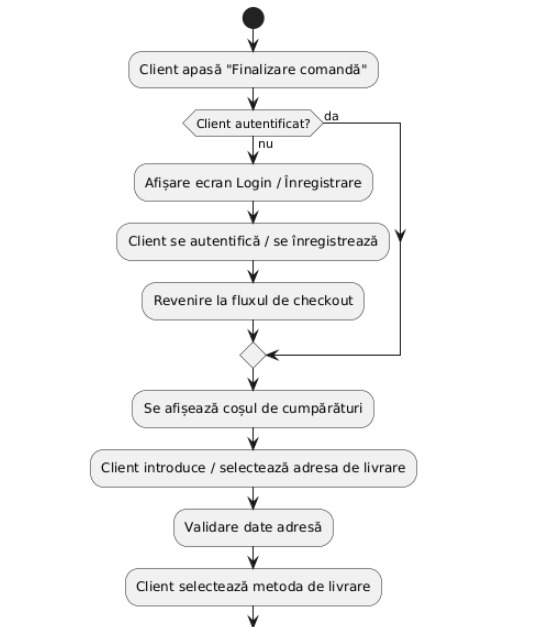 Client apasă "Finalizare comandă"
Client autentificat?
da
nu
Afișare ecran Login / Înregistrare
Client se autentifică / se înregistrează
Revenire la fluxul de checkout
Se afișează coșul de cumpărături
Client introduce / selectează adresa de livrare
Validare date adresă
Client selectează metoda de livrare